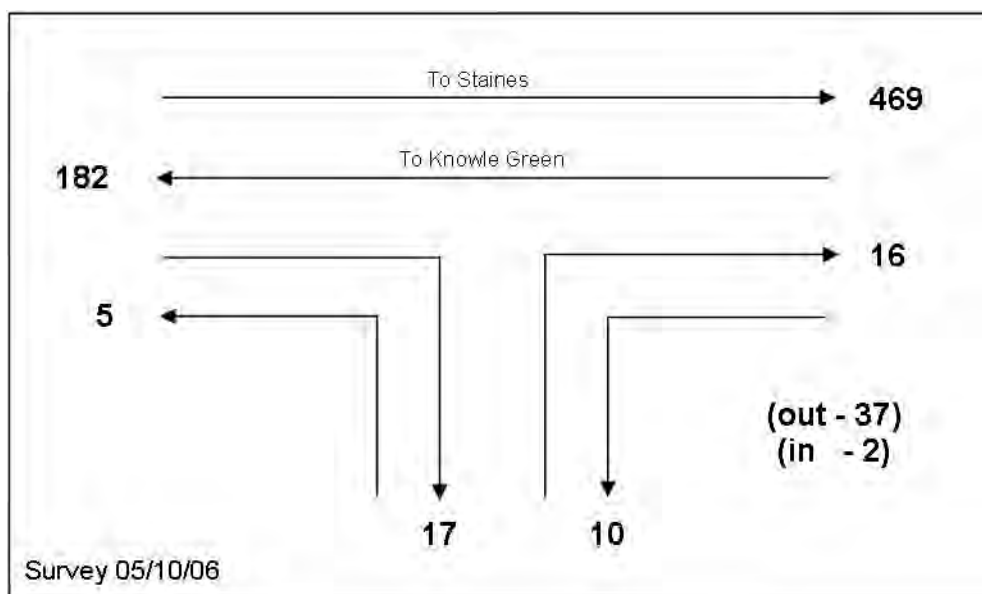 To Staines
469
To Knowle Green
182
16
5
(out - 37)
(in - 2)
17
10
Survey 05/10/06